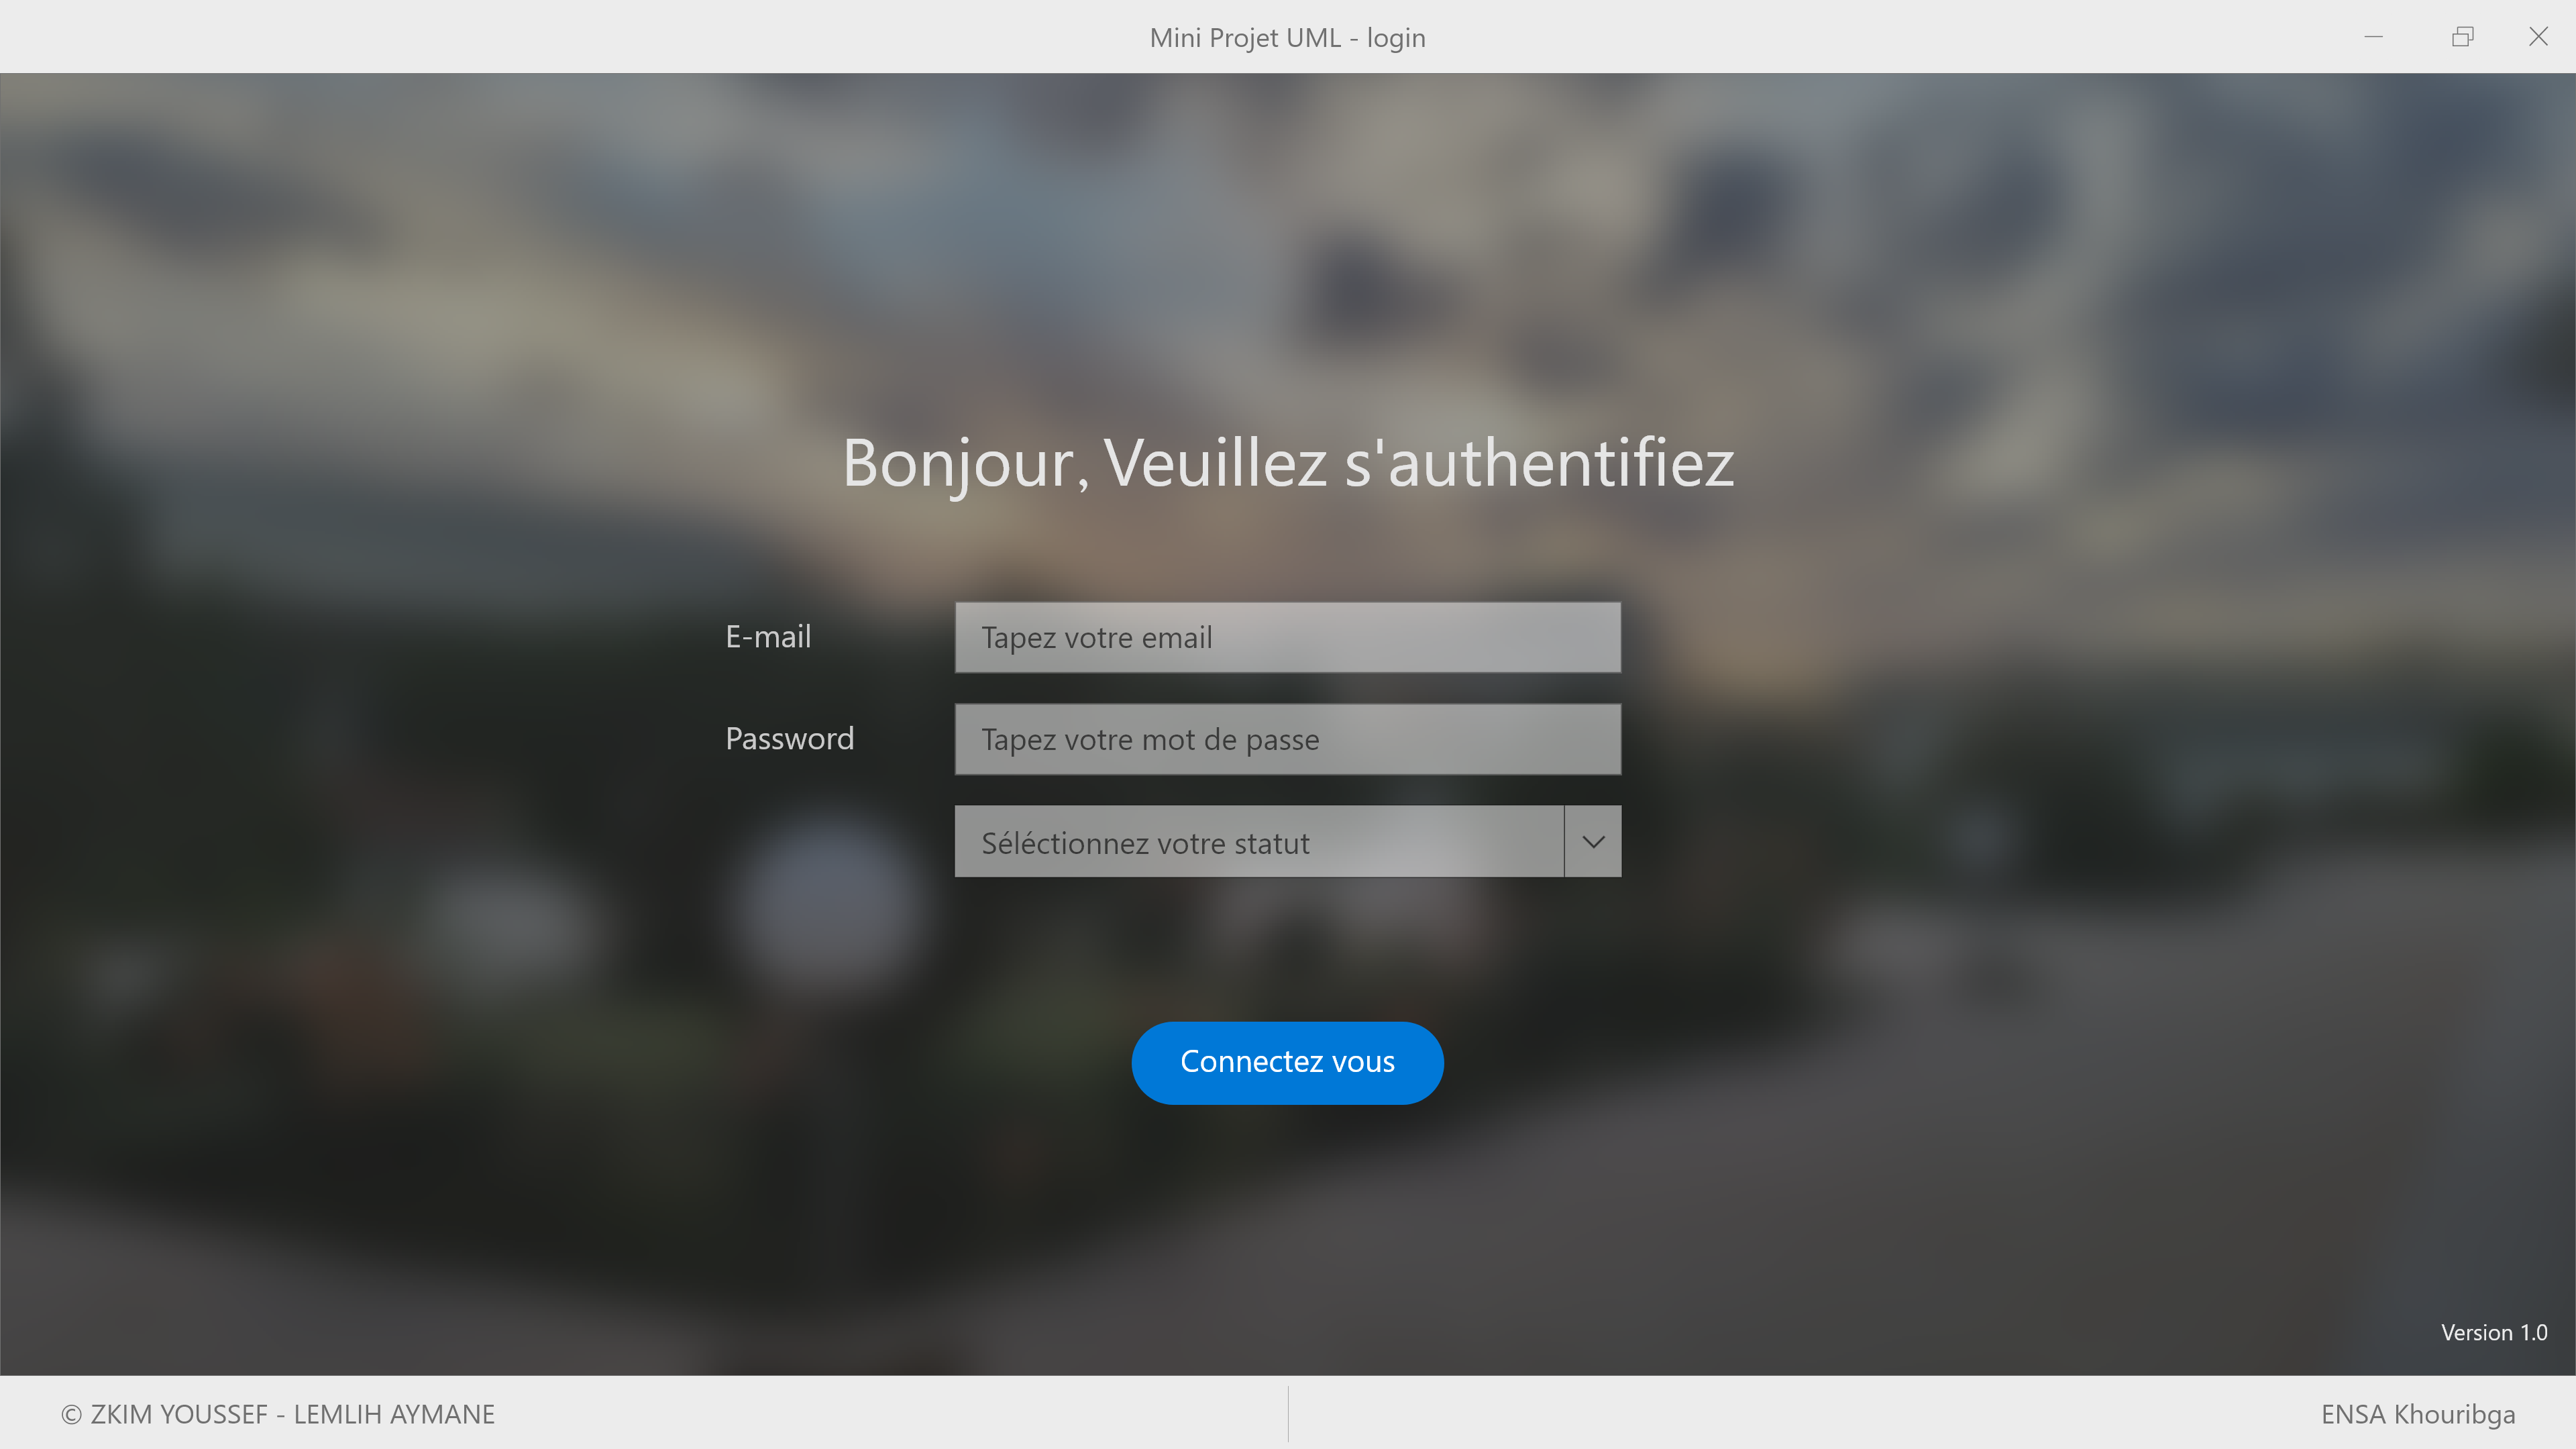 Mini Projet UML - login
Bonjour, Veuillez s'authentifiez
E-mail
Tapez votre email
Password
Tapez votre mot de passe
Séléctionnez votre statut
Connectez vous
Version 1.0
© ZKIM YOUSSEF - LEMLIH AYMANE
ENSA Khouribga